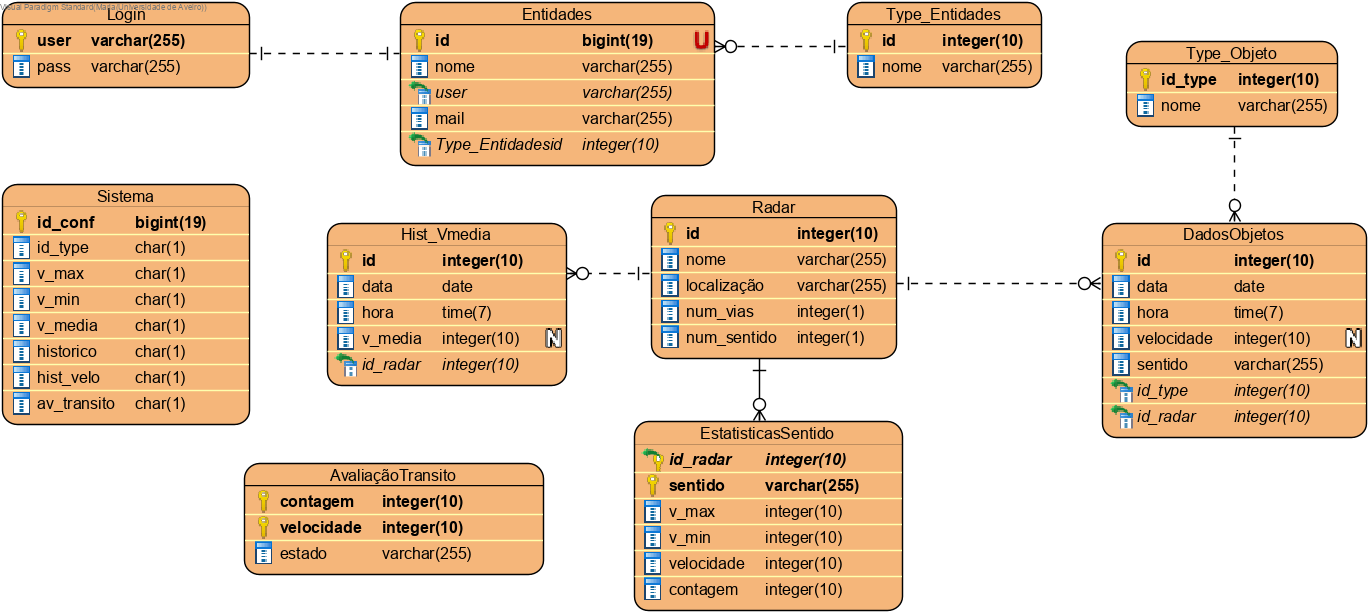 Visual Paradigm Standard(Maria(Universidade de Aveiro))
Login
user varchar(255)
pass varchar(255)
Entidades
id bigint(19) U
nome varchar(255)
user varchar(255)
mail varchar(255)
Type_Entidadesid integer(10)
Type_Entidades
id integer(10)
nome varchar(255)
Type_Objeto
id_type integer(10)
nome varchar(255)
Sistema
id_conf bigint(19)
id_type char(1)
v_max char(1)
v_min char(1)
v_media char(1)
historico char(1)
hist_velo char(1)
av_transito char(1)
Hist_Vmedia
id integer(10)
data date
hora time(7)
v_media integer(10) N
id_radar integer(10)
Radar
id integer(10)
nome varchar(255)
localização varchar(255)
num_vias integer(1)
num_sentido integer(1)
DadosObjetos
id integer(10)
data date
hora time(7)
velocidade integer(10) N
sentido varchar(255)
id_type integer(10)
id_radar integer(10)
AvaliaçãoTransito
contagem integer(10)
velocidade integer(10)
estado varchar(255)
EstatisticasSentido
id_radar integer(10)
sentido varchar(255)
v_max integer(10)
v_min integer(10)
velocidade integer(10)
contagem integer(10)